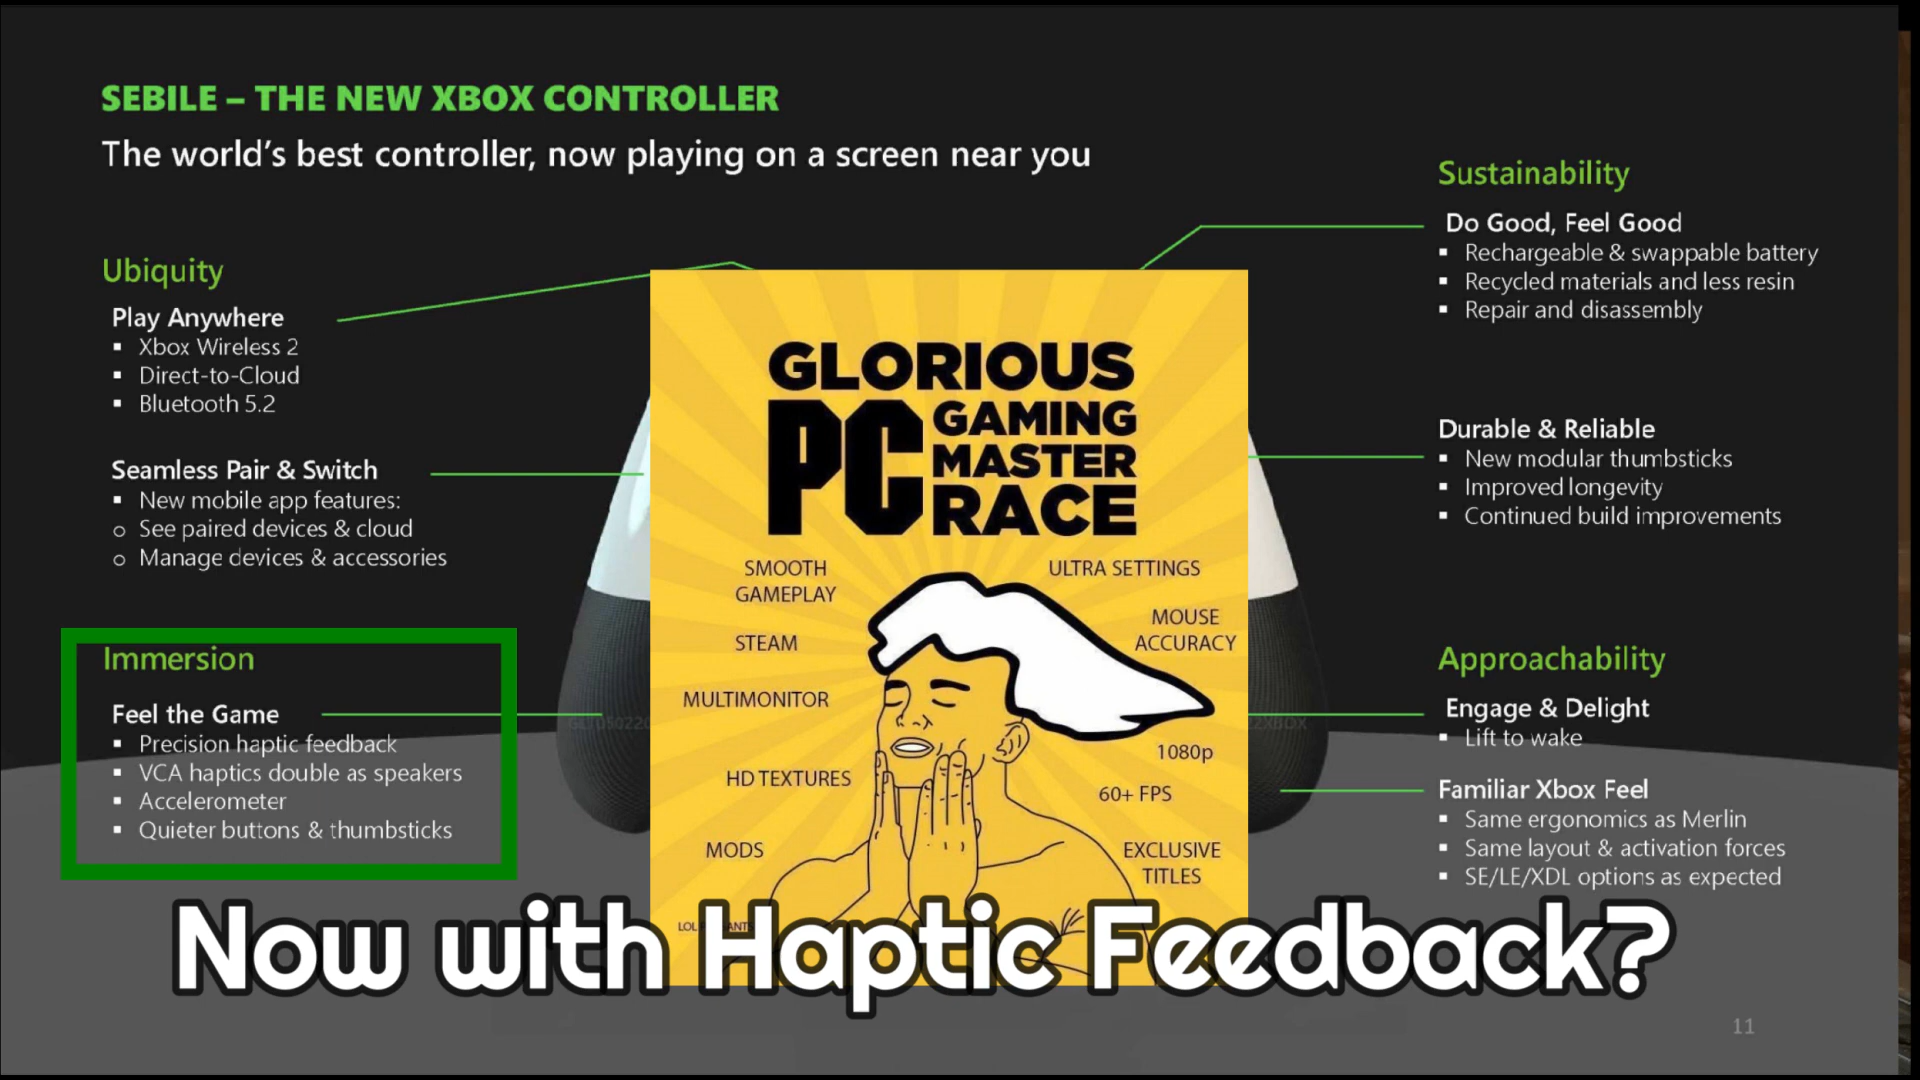 SEBILE – THE NEW XBOX CONTROLLER
The world's best controller, now playing on a screen near you
Ubiquity
Play Anywhere
▪ Xbox Wireless 2
▪ Direct-to-Cloud
▪ Bluetooth 5.2
Seamless Pair & Switch
▪ New mobile app features:
o See paired devices & cloud
o Manage devices & accessories
Immersion
Feel the Game
▪ Precision haptic feedback
▪ VCA haptics double as speakers
▪ Accelerometer
▪ Quieter buttons & thumbsticks
GLORIOUS
PC GAMING
MASTER
RACE
SMOOTH
GAMEPLAY
STEAM
MULTIMONITOR
HD TEXTURES
MODS
LOL
ULTRA SETTINGS
MOUSE
ACCURACY
1080p
60+ FPS
EXCLUSIVE
TITLES
Sustainability
Do Good, Feel Good
▪ Rechargeable & swappable battery
▪ Recycled materials and less resin
▪ Repair and disassembly
Durable & Reliable
▪ New modular thumbsticks
▪ Improved longevity
▪ Continued build improvements
Approachability
Engage & Delight
▪ Lift to wake
Familiar Xbox Feel
▪ Same ergonomics as Merlin
▪ Same layout & activation forces
▪ SE/LE/XDL options as expected
Now with Haptic Feedback?
11